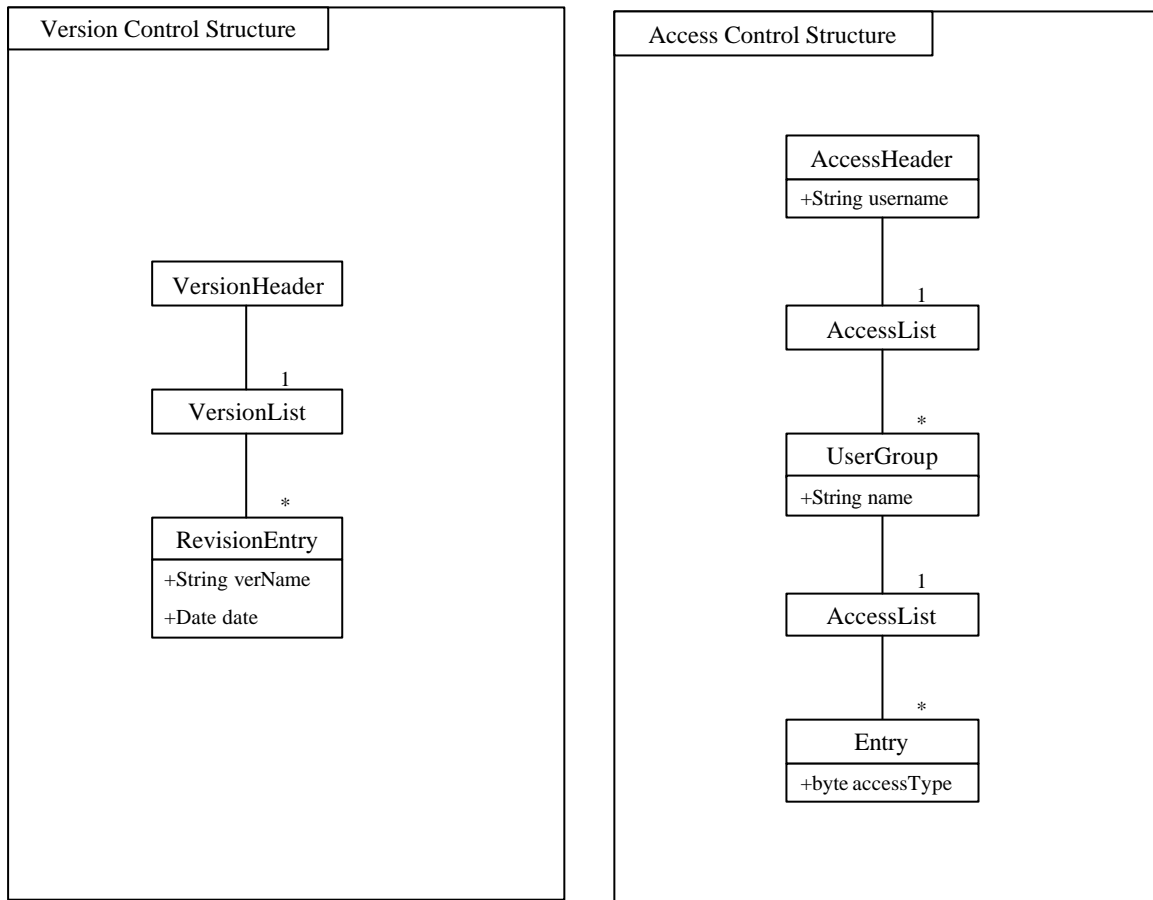 Version Control Structure
VersionHeader
1
VersionList
*
RevisionEntry
+String verName
+Date date
Access Control Structure
AccessHeader
+String username
1
AccessList
*
UserGroup
+String name
1
AccessList
*
Entry
+byte accessType